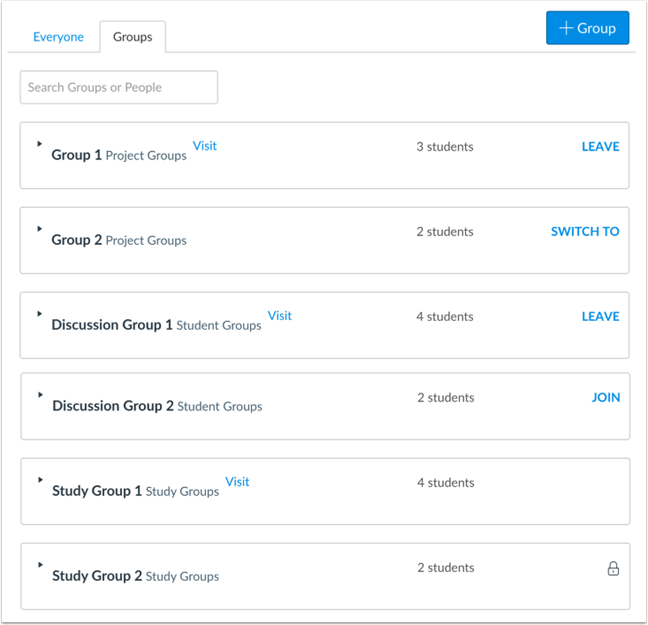 Everyone Groups + Group
Search Groups or People
Group 1 Project Groups Visit 3 students LEAVE
Group 2 Project Groups 2 students SWITCH TO
Discussion Group 1 Student Groups Visit 4 students LEAVE
Discussion Group 2 Student Groups 2 students JOIN
Study Group 1 Study Groups Visit 4 students
Study Group 2 Study Groups 2 students